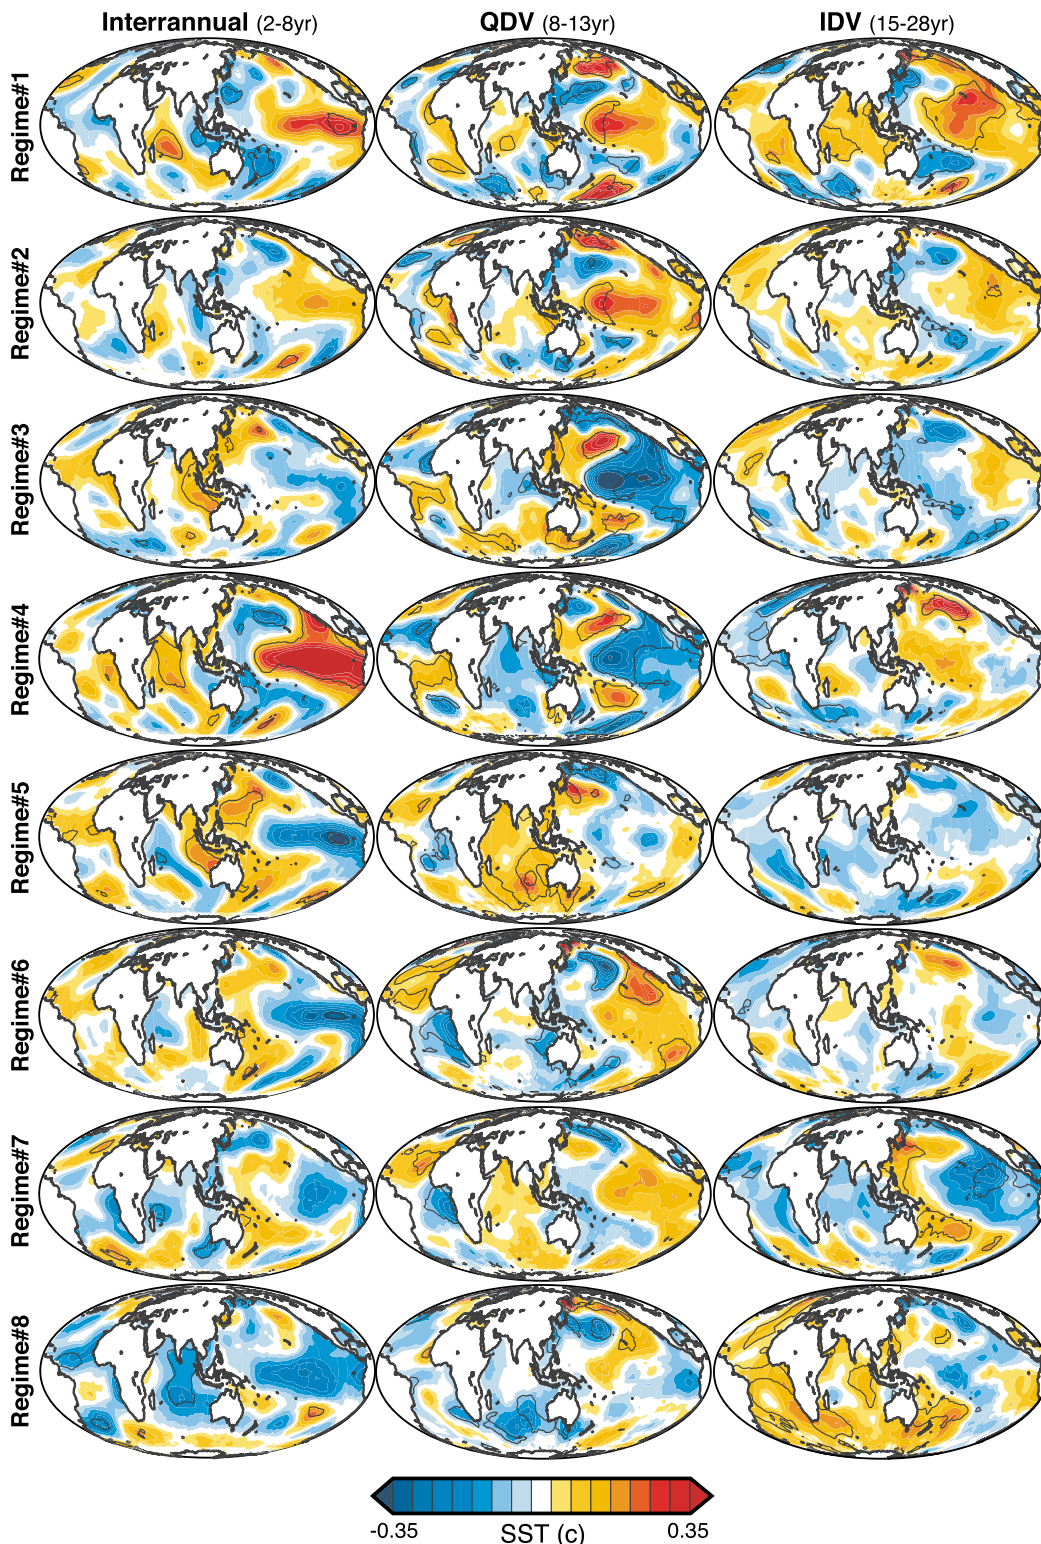 Interrannual (2-8yr) QDV (8-13yr) IDV (15-28yr)
Regime#1
Regime#2
Regime#3
Regime#4
Regime#5
Regime#6
Regime#7
Regime#8
-0.35 0.35
SST (c)